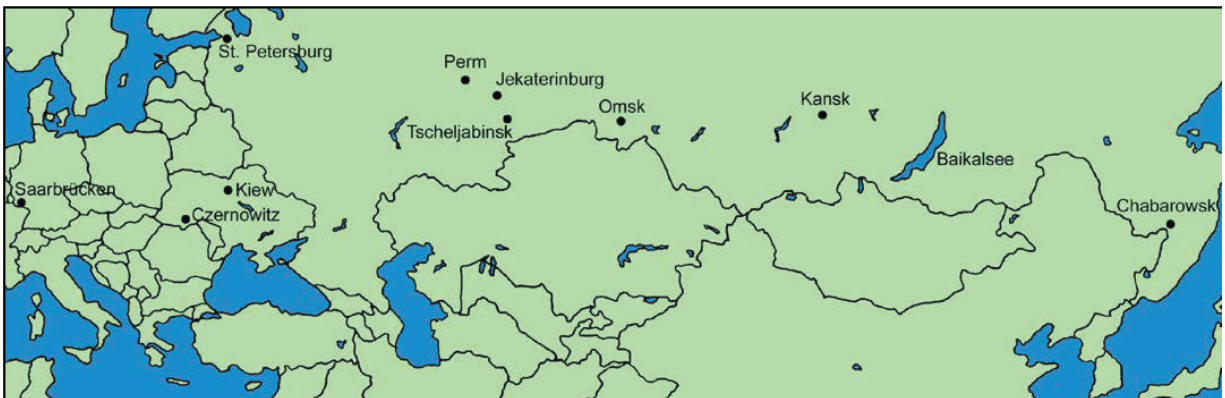 St. Petersburg
Perm
Jekaterinburg
Omsk
Kansk
Tscheljabinsk
Baikalsee
Saarbrücken
Kiew
Czernowitz
Chabarowsk